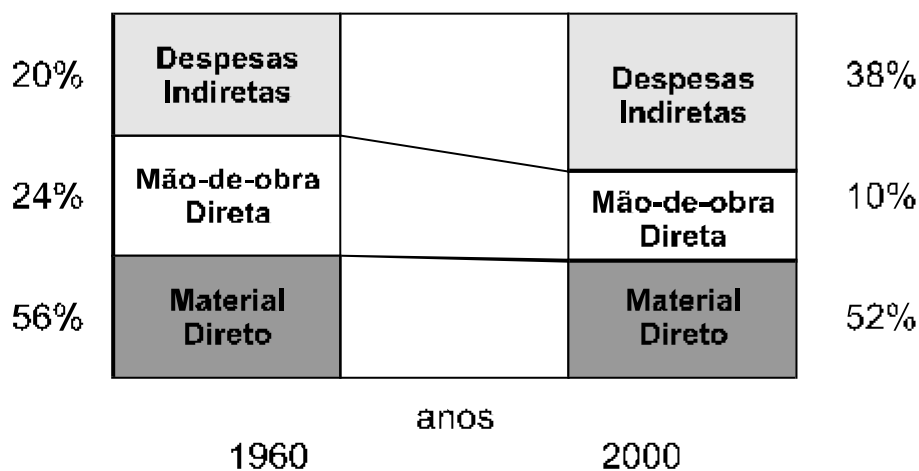 20%
Despesas
Indiretas
Despesas
Indiretas
38%
24%
Mão-de-obra
Direta
Mão-de-obra
Direta
10%
56%
Material
Direto
Material
Direto
52%
anos
1960
2000